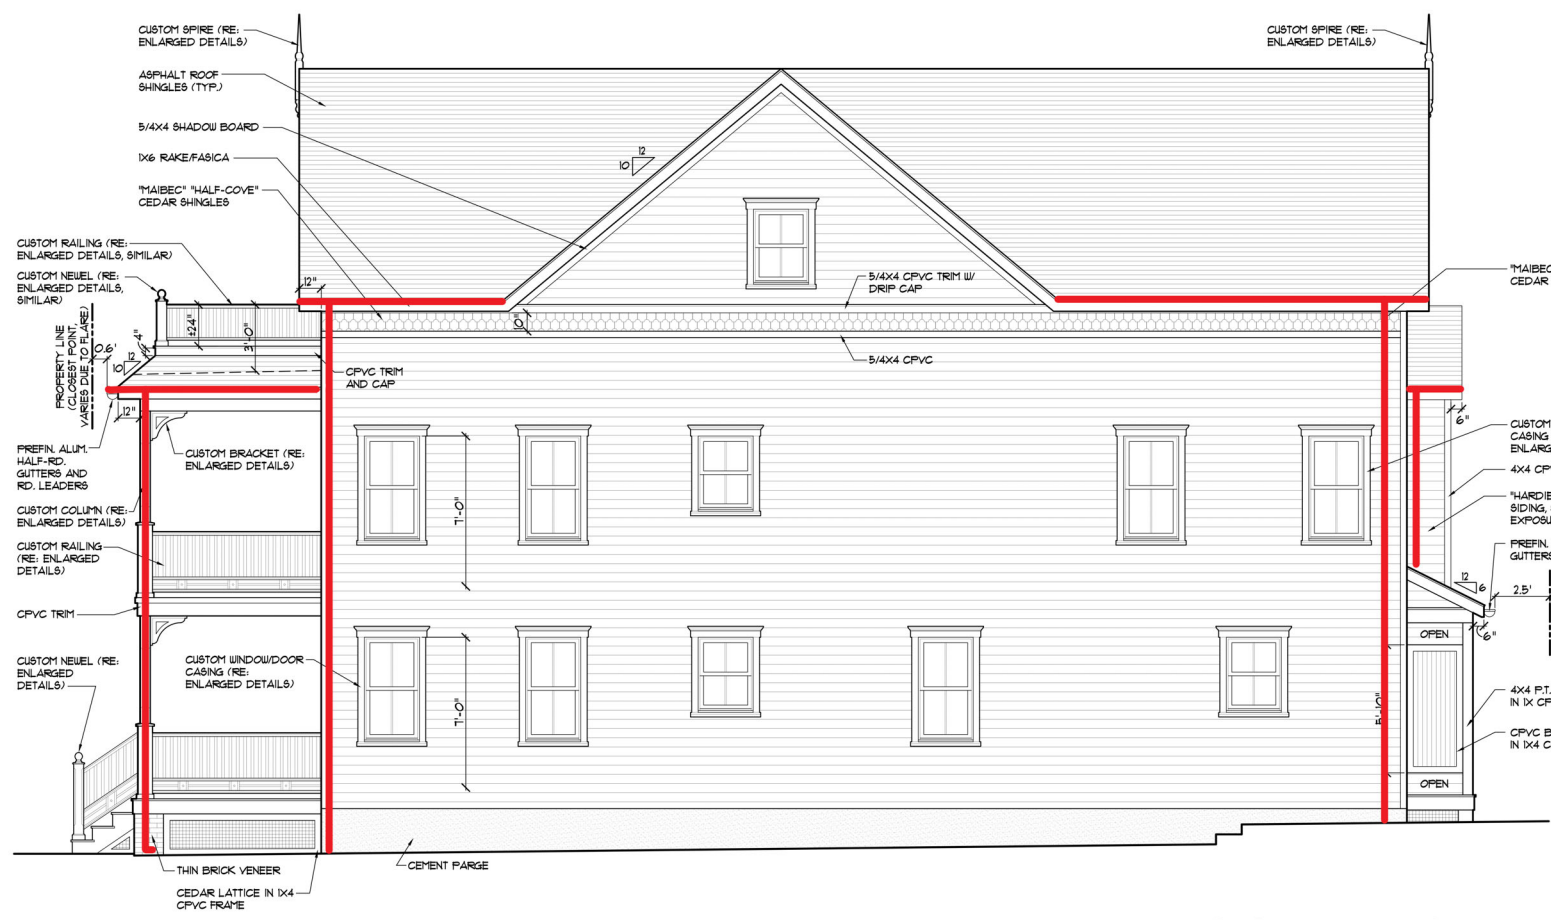 CUSTOM SPIRE (RE:
ENLARGED DETAILS)
CUSTOM SPIRE (RE:
ENLARGED DETAILS)
ASPHALT ROOF
SHINGLES (TYP.)
5/4X4 SHADOW BOARD
1X6 RAKE/FASICA
12
10
"MAIBEC" "HALF-COVE"
CEDAR SHINGLES
CUSTOM RAILING (RE:
ENLARGED DETAILS, SIMILAR)
CUSTOM NEWEL (RE:
ENLARGED DETAILS,
SIMILAR)
12"
5/4X4 CPVC TRIM W/
DRIP CAP
"MAIBEC
CEDAR
PROPERTY LINE
(CLOSEST POINT,
VARIES DUE TO FLARE)
0.6'
4"
±24"
3'-0"
10"
12
10
CPVC TRIM
AND CAP
5/4X4 CPVC
12"
6"
PREFIN. ALUM.
HALF-RD.
GUTTERS AND
RD. LEADERS
CUSTOM BRACKET (RE:
ENLARGED DETAILS)
CUSTOM
CASING
ENLARG
4X4 CPV
CUSTOM COLUMN (RE:
ENLARGED DETAILS)
7'-0"
"HARDIE
SIDING,
EXPOSU
CUSTOM RAILING
(RE: ENLARGED
DETAILS)
PREFIN.
GUTTERS
12
6
2.5'
CPVC TRIM
OPEN
6"
CUSTOM NEWEL (RE:
ENLARGED
DETAILS)
CUSTOM WINDOW/DOOR
CASING (RE:
ENLARGED DETAILS)
7'-0"
5'-10"
4X4 P.T.
IN 1X CP
CPVC B
IN 1X4 C
OPEN
THIN BRICK VENEER
CEMENT PARGE
CEDAR LATTICE IN 1X4
CPVC FRAME